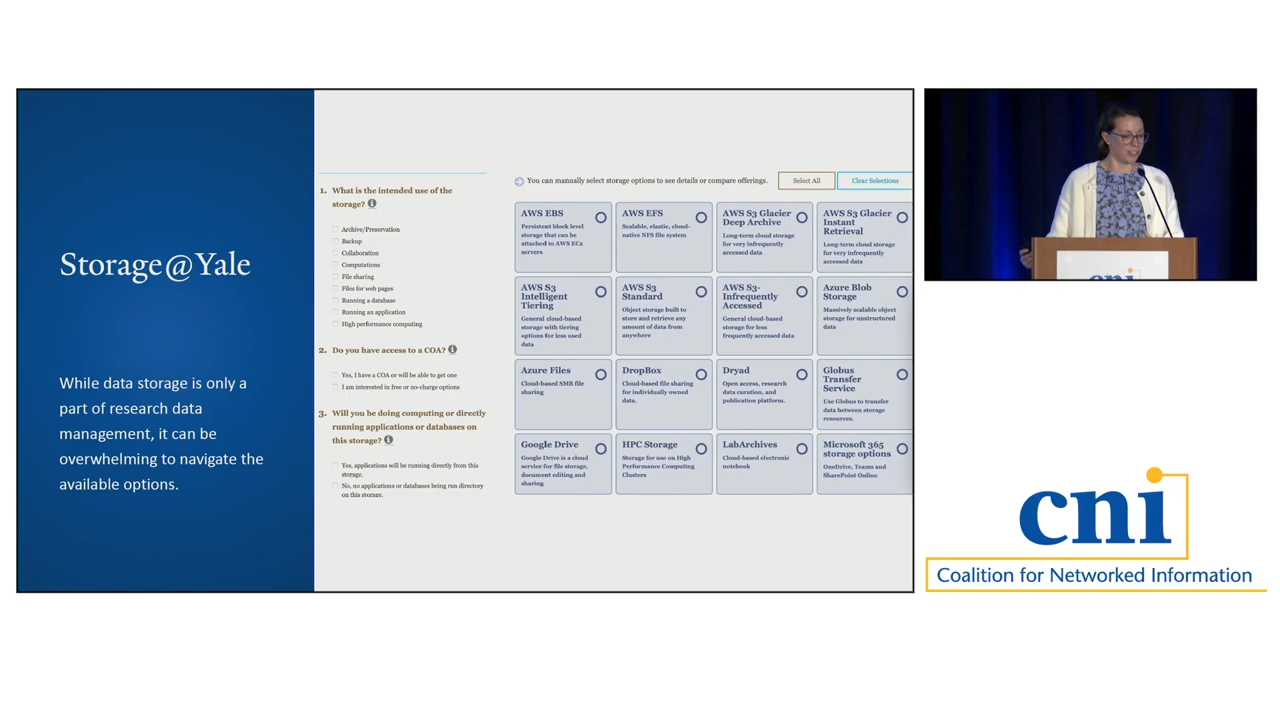 Storage@Yale
While data storage is only a
part of research data
management, it can be
overwhelming to navigate the
available options.
1. What is the intended use of the
storage?
Archive/Preservation
Backup
Collaboration
Computations
File sharing
Files for web pages
Running a database
Running an application
High performance computing
2. Do you have access to a COA?
Yes, I have a COA or will be able to get one
I am interested in free or no-charge options
3. Will you be doing computing or directly
running applications or databases on
this storage?
Yes, applications will be running directly from this
storage.
No, no applications or databases being run directory
on this storage.
You can manually select storage options to see details or compare offerings.
Select All
Clear Selections
AWS EBS
Persistent block level
storage that can be
attached to AWS EC2
servers
AWS EFS
Scalable, elastic, cloud-
native NFS file system
AWS S3 Glacier
Deep Archive
Long-term cloud storage
for very infrequently
accessed data
AWS S3 Glacier
Instant
Retrieval
Long-term cloud storage
for very infrequently
accessed data
AWS S3
Intelligent
Tiering
General cloud-based
storage with tiering
options for less used
data
AWS S3
Standard
Object storage built to
store and retrieve any
amount of data from
anywhere
AWS S3-
Infrequently
Accessed
General cloud-based
storage for less
frequently accessed data
Azure Blob
Storage
Massively scalable object
storage for unstructured
data
Azure Files
Cloud-based SMB file
sharing
DropBox
Cloud-based file sharing
for individually owned
data.
Dryad
Open access, research
data curation, and
publication platform.
Globus
Transfer
Service
Use Globus to transfer
data between storage
resources.
Google Drive
Google Drive is a cloud
service for file storage,
document editing and
sharing
HPC Storage
Storage for use on High
Performance Computing
Clusters
LabArchives
Cloud-based electronic
notebook
Microsoft 365
storage options
OneDrive, Teams and
SharePoint Online
cni
cni
Coalition for Networked Information